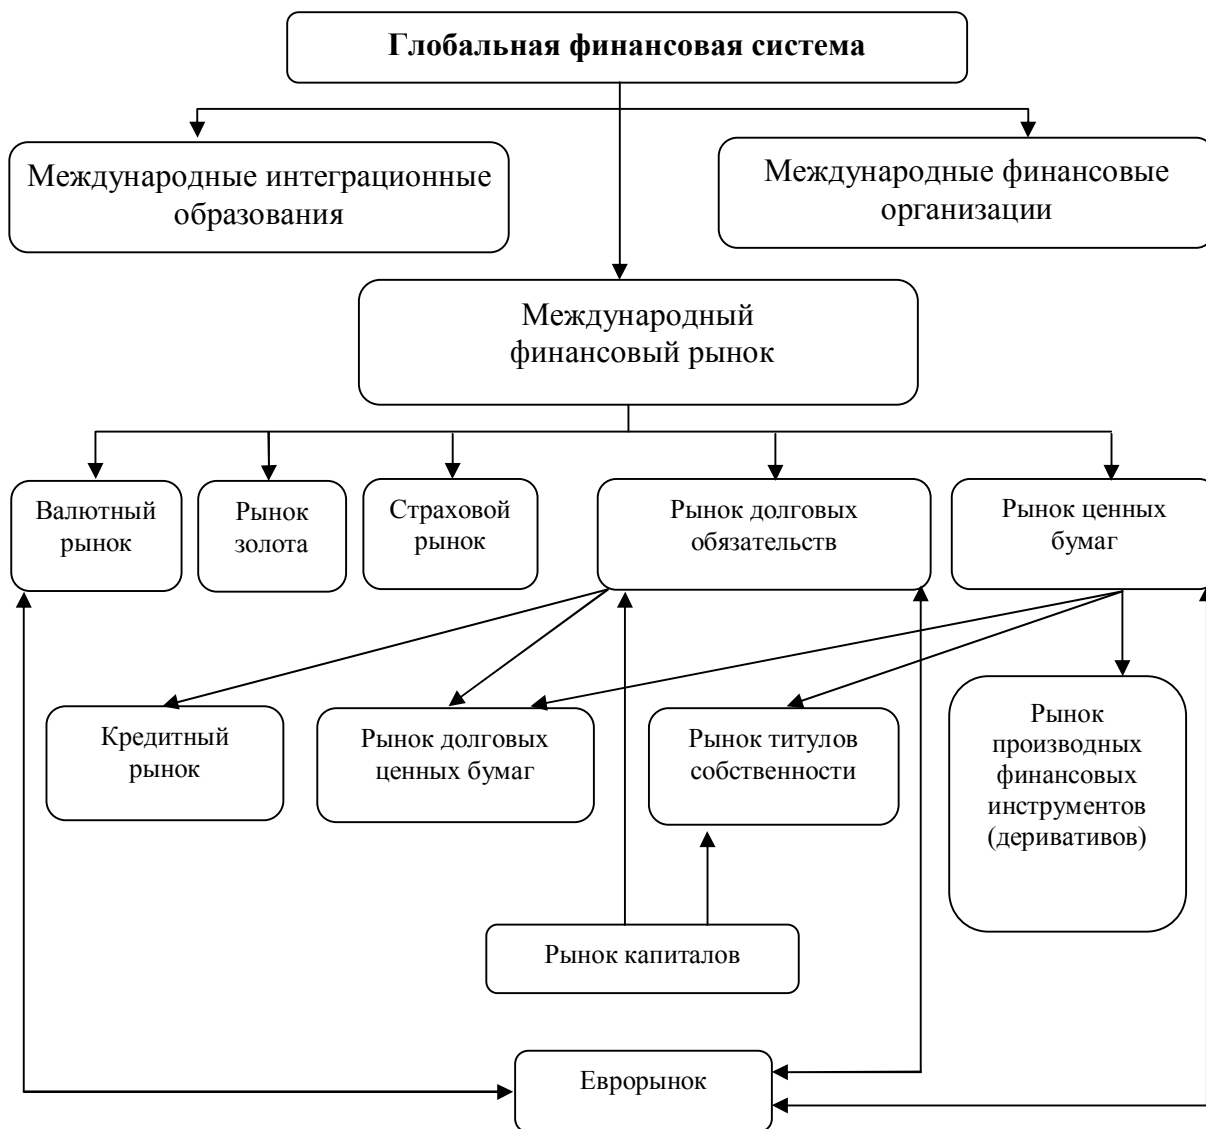 Глобальная финансовая система
Международные интеграционные
образования
Международные финансовые
организации
Международный
финансовый рынок
Валютный
рынок
Рынок
золота
Страховой
рынок
Рынок долговых
обязательств
Рынок ценных
бумаг
Кредитный
рынок
Рынок долговых
ценных бумаг
Рынок титулов
собственности
Рынок
производных
финансовых
инструментов
(деривативов)
Рынок капиталов
Еврорынок